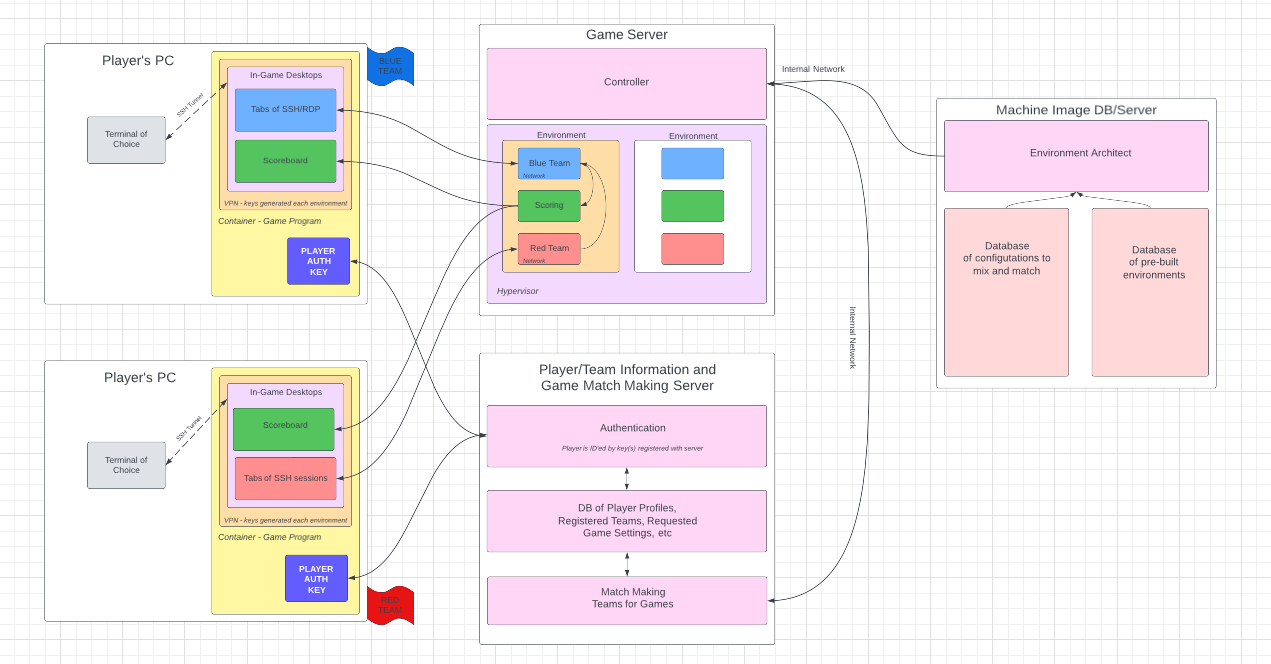 Player's PC
BLUE
TEAM
In-Game Desktops
SSH Tunnel
Tabs of SSH/RDP
Terminal of
Choice
Scoreboard
VPN - keys generated each environment
Container - Game Program
PLAYER
AUTH
KEY
Player's PC
In-Game Desktops
SSH Tunnel
Scoreboard
Terminal of
Choice
Tabs of SSH sessions
VPN - keys generated each environment
Container - Game Program
PLAYER
AUTH
KEY
RED
TEAM
Game Server
Controller
Environment
Environment
Blue Team
Network
Scoring
Red Team
Network
Hypervisor
Player/Team Information and
Game Match Making Server
Authentication
Player is ID'ed by key(s) registered with server
DB of Player Profiles,
Registered Teams, Requested
Game Settings, etc
Match Making
Teams for Games
Internal Network
Internal Network
Machine Image DB/Server
Environment Architect
Database
of configutations to
mix and match
Database
of pre-built
environments